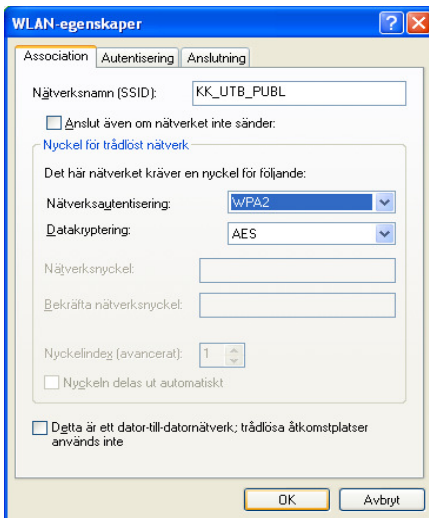 WLAN-egenskaper
Association Autentisering Anslutning
Nätverksnamn (SSID): KK_UTB_PUBL
Anslut även om nätverket inte sänder:
Nyckel för trådlöst nätverk
Det här nätverket kräver en nyckel för följande:
Nätverksautentisering: WPA2
Datakryptering: AES
Nätverksnyckel:
Bekräfta nätverksnyckel:
Nyckelindex (avancerat): 1
Nyckeln delas ut automatiskt
Detta är ett dator-till-datornätverk; trådlösa åtkomstplatser
används inte
OK Avbryt